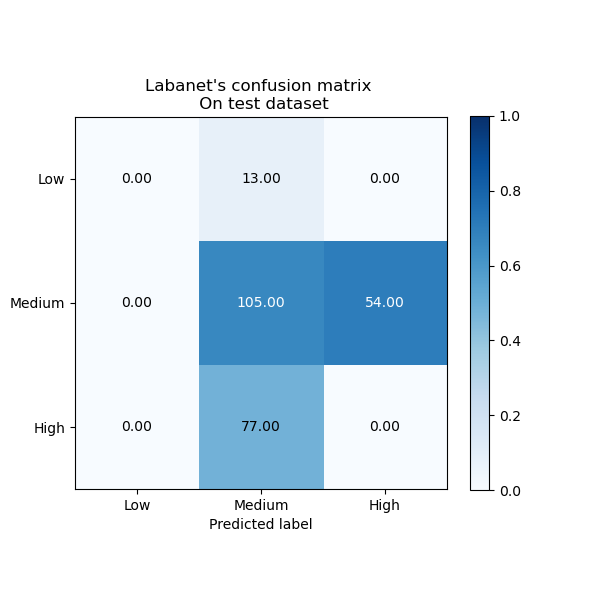 Labanet's confusion matrix
On test dataset
Low 0.00 13.00 0.00
Medium 0.00 105.00 54.00
High 0.00 77.00 0.00
Low Medium High
Predicted label
1.0
0.8
0.6
0.4
0.2
0.0